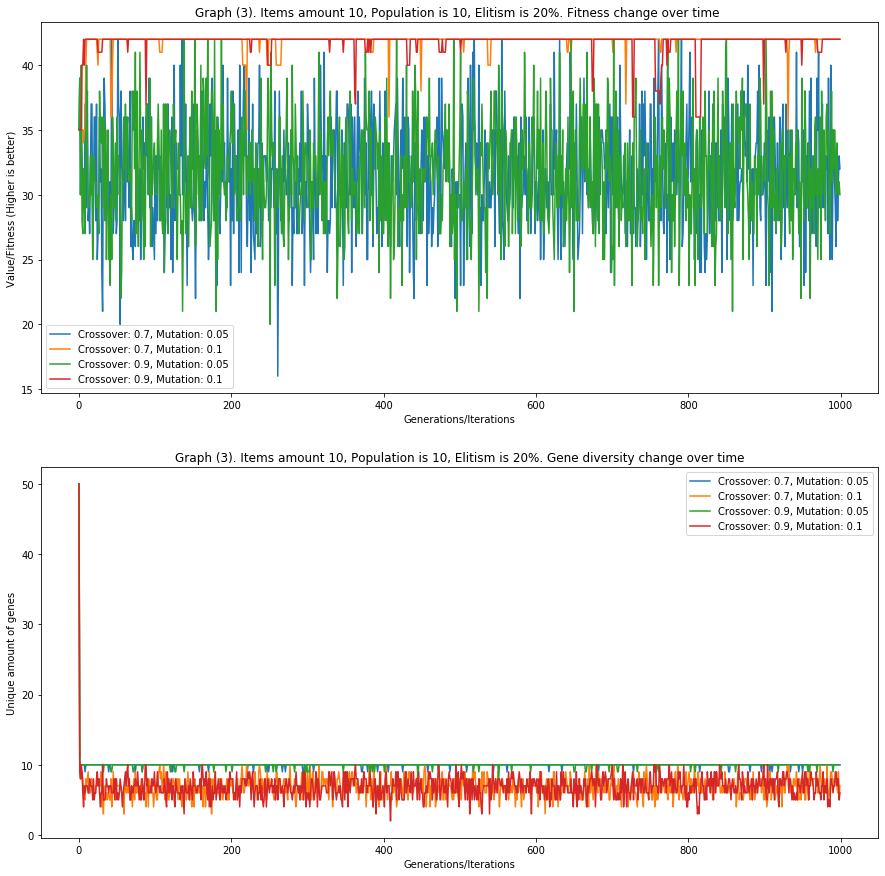 Graph (3). Items amount 10, Population is 10, Elitism is 20%. Fitness change over time
Value/Fitness (Higher is better)
40
35
30
25
20
15
Crossover: 0.7, Mutation: 0.05
Crossover: 0.7, Mutation: 0.1
Crossover: 0.9, Mutation: 0.05
Crossover: 0.9, Mutation: 0.1
0 200 400 600 800 1000
Generations/Iterations
Graph (3). Items amount 10, Population is 10, Elitism is 20%. Gene diversity change over time
Unique amount of genes
50
40
30
20
10
0
Crossover: 0.7, Mutation: 0.05
Crossover: 0.7, Mutation: 0.1
Crossover: 0.9, Mutation: 0.05
Crossover: 0.9, Mutation: 0.1
0 200 400 600 800 1000
Generations/Iterations